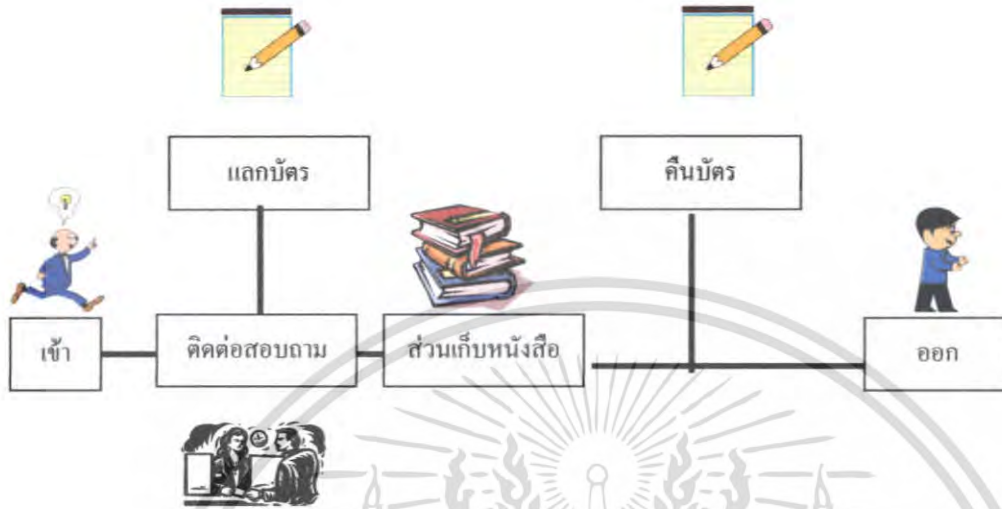 แลกบัตร
คืนบัตร
เข้า
ติดต่อสอบถาม
ส่วนเก็บหนังสือ
ออก